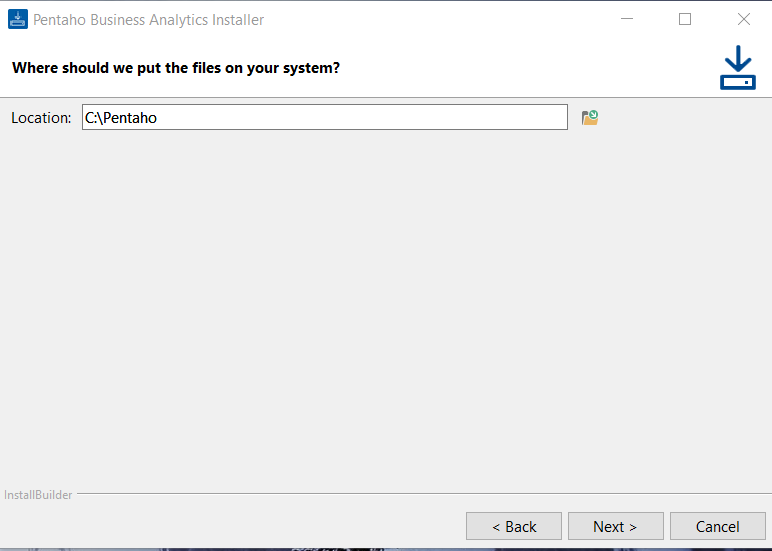 Pentaho Business Analytics Installer
Where should we put the files on your system?
Location: C:\Pentaho
InstallBuilder
< Back Next > Cancel